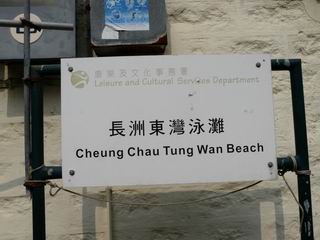 康樂及文化事務署
Leisure and Cultural Services Department
長洲東灣泳灘
Cheung Chau Tung Wan Beach